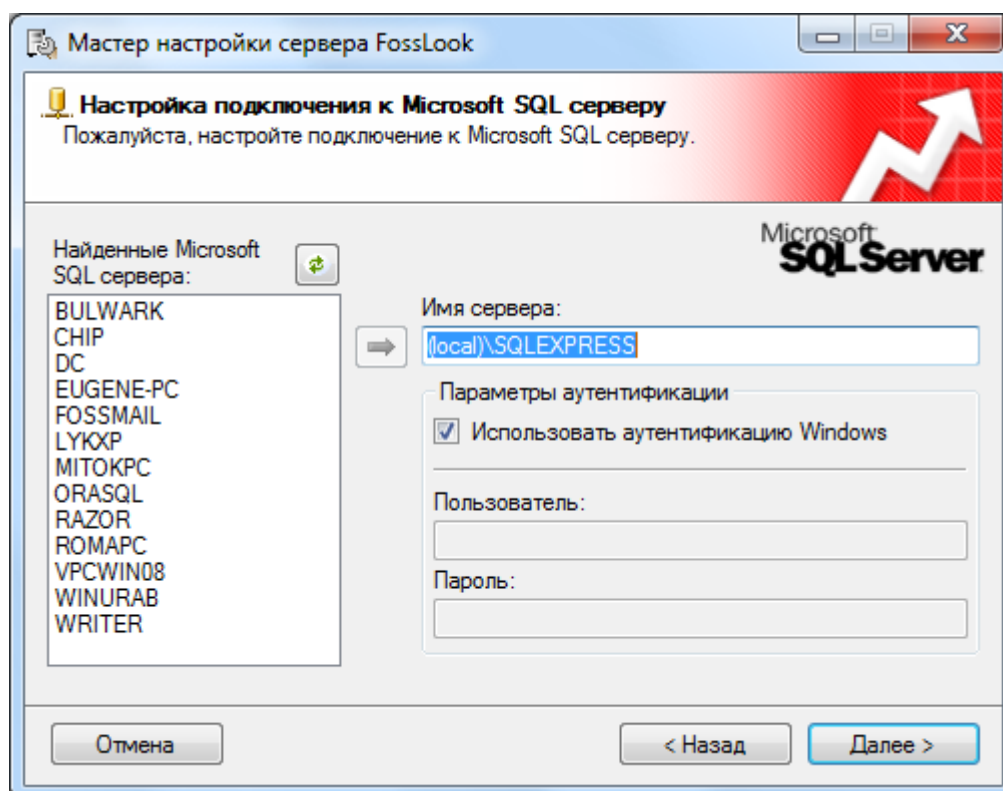 Мастер настройки сервера FossLook
Настройка подключения к Microsoft SQL серверу
Пожалуйста, настройте подключение к Microsoft SQL серверу.
Microsoft
SQL Server
Найденные Microsoft
SQL сервера:
BULWARK
CHIP
DC
EUGENE-PC
FOSSMAIL
LYKXP
MITOKPC
ORASQL
RAZOR
ROMAPC
VPCWIN08
WINURAB
WRITER
Имя сервера:
(local)\SQLEXPRESS
Параметры аутентификации
Использовать аутентификацию Windows
Пользователь:
Пароль:
Отмена
< Назад
Далее >